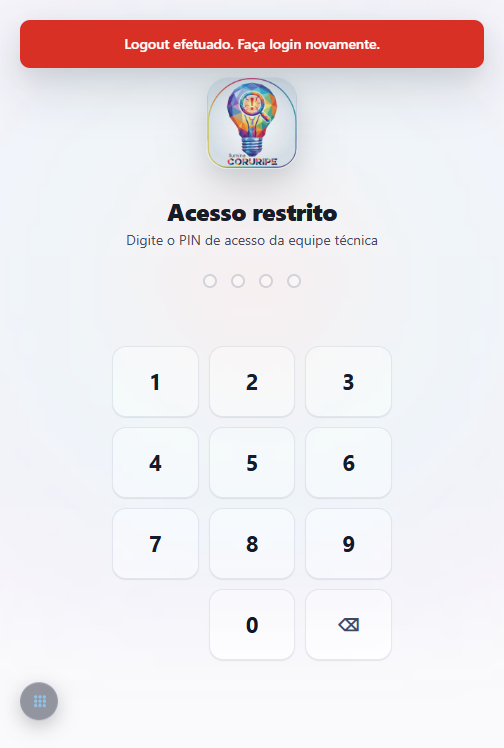 Logout efetuado. Faça login novamente.
CORURIPE
Acesso restrito
Digite o PIN de acesso da equipe técnica
1 2 3
4 5 6
7 8 9
0 ⌫